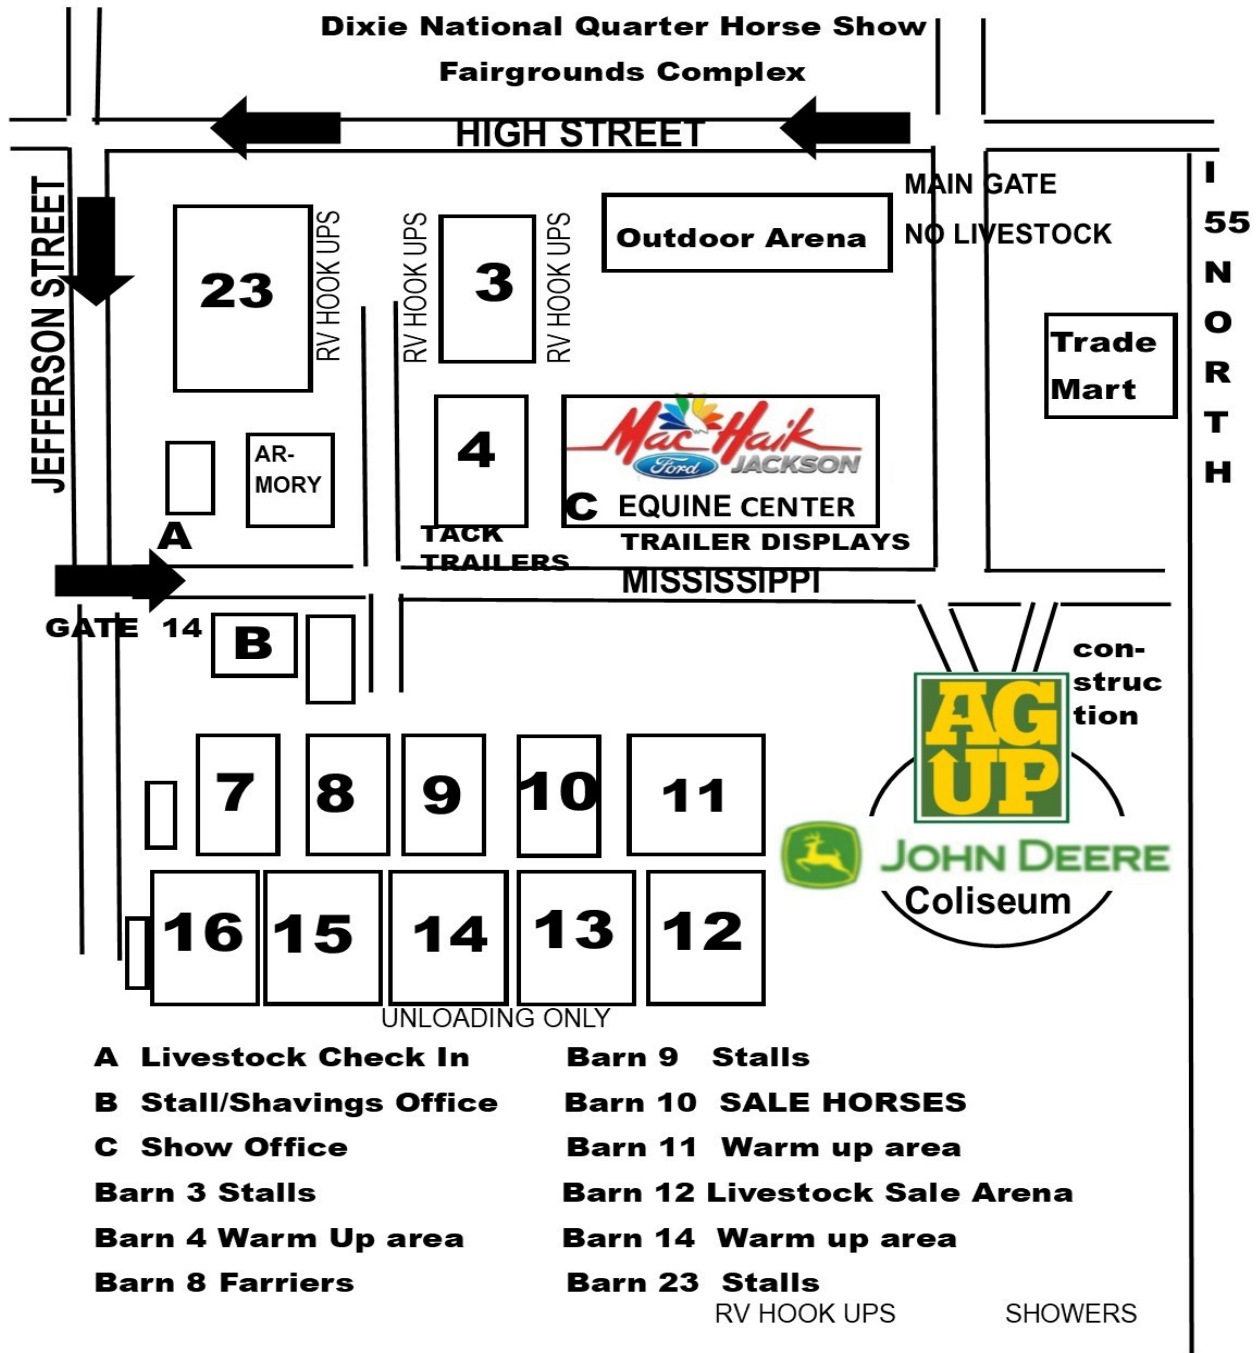 Dixie National Quarter Horse Show
Fairgrounds Complex
HIGH STREET
JEFFERSON STREET
MAIN GATE
NO LIVESTOCK
I
55
N
O
R
T
H
23
RV HOOK UPS
RV HOOK UPS
3
RV HOOK UPS
Outdoor Arena
Trade
Mart
AR-
MORY
A
4
TACK
TRAILERS
Mac Haik
Ford JACKSON
C EQUINE CENTER
TRAILER DISPLAYS
MISSISSIPPI
GATE 14
B
con-
struc
tion
AG
UP
JOHN DEERE
Coliseum
7
8
9
10
11
16
15
14
13
12
UNLOADING ONLY
A Livestock Check In
B Stall/Shavings Office
C Show Office
Barn 3 Stalls
Barn 4 Warm Up area
Barn 8 Farriers
Barn 9 Stalls
Barn 10 SALE HORSES
Barn 11 Warm up area
Barn 12 Livestock Sale Arena
Barn 14 Warm up area
Barn 23 Stalls
RV HOOK UPS
SHOWERS